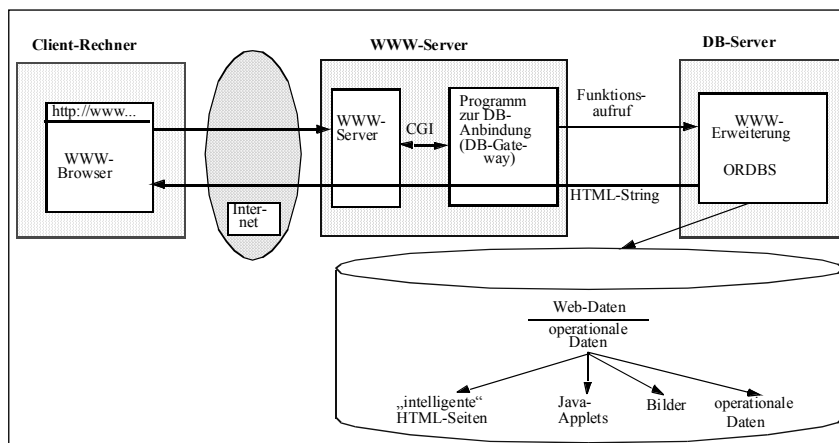 Client-Rechner
WWW-Server
DB-Server
http://www...
WWW-
Browser
Inter-
net
WWW-
Server
CGI
Programm
zur DB-
Anbindung
(DB-Gate-
way)
Funktions-
aufruf
HTML-String
WWW-
Erweiterung
ORDBS
Web-Daten
operationale
Daten
„intelligente“
HTML-Seiten
Java-
Applets
Bilder
operationale
Daten